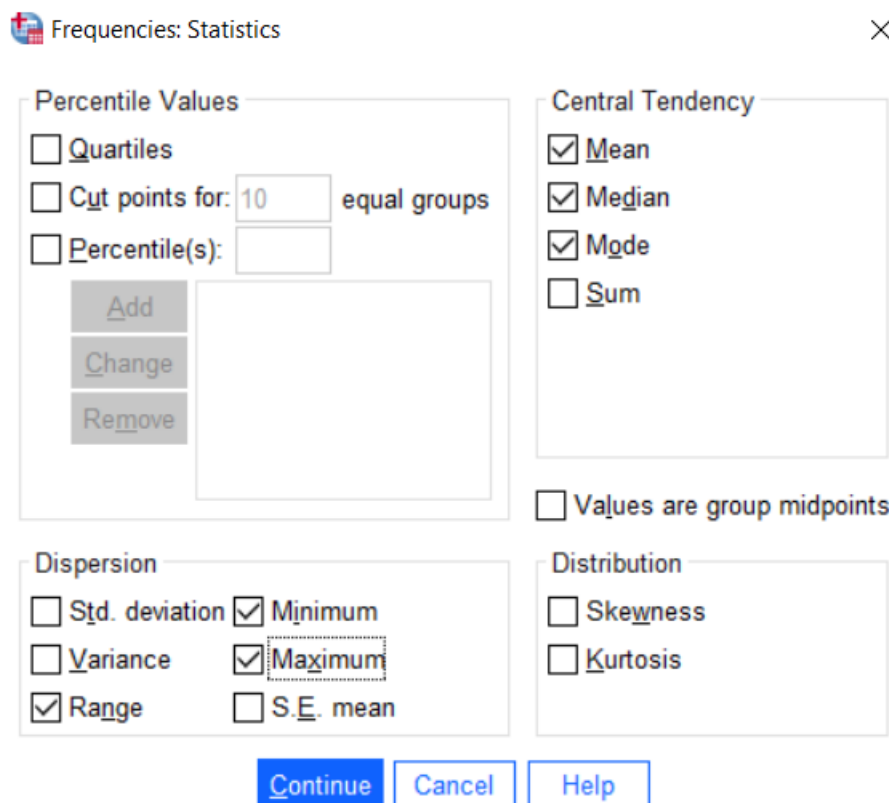 Frequencies: Statistics
Percentile Values
Quartiles
Cut points for: 10 equal groups
Percentile(s):
Add
Change
Remove
Central Tendency
Mean
Median
Mode
Sum
Values are group midpoints
Dispersion
Std. deviation Minimum
Variance Maximum
Range S.E. mean
Distribution
Skewness
Kurtosis
Continue Cancel Help